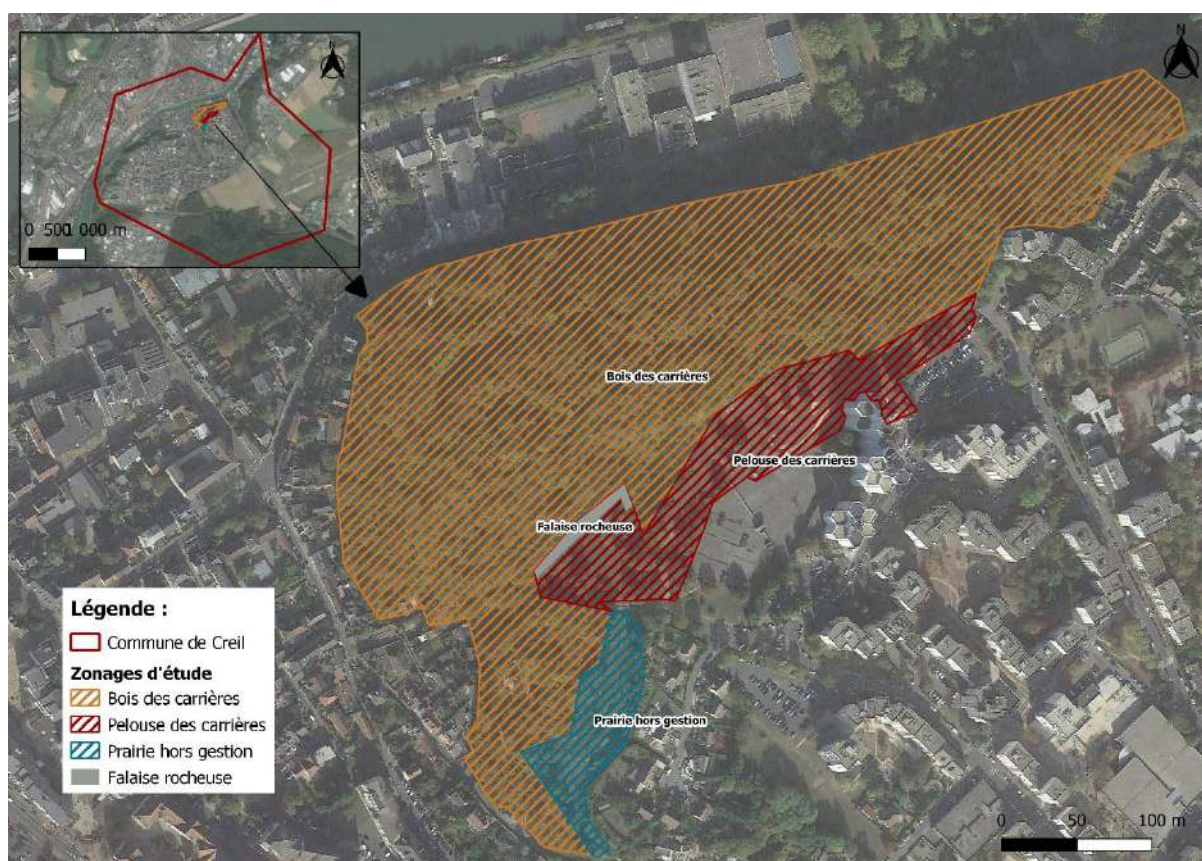 N
0 500 1 000 m
N
Bois des carrières
Pelouse des carrières
Falaise rocheuse
Prairie hors gestion
Légende :
Commune de Creil
Zonages d'étude
Bois des carrières
Pelouse des carrières
Prairie hors gestion
Falaise rocheuse
0 50 100 m